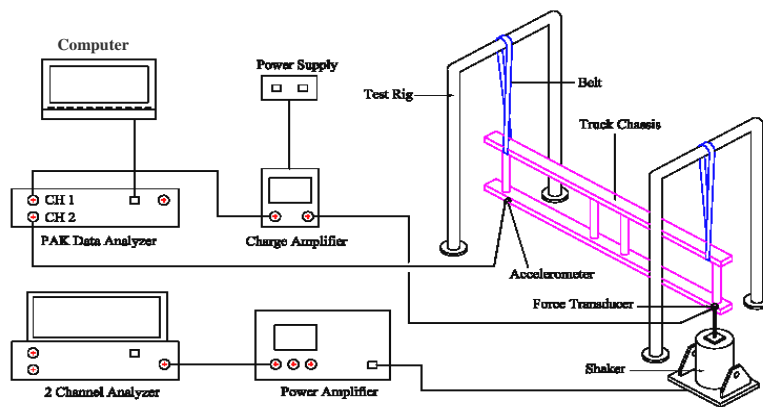 Computer
Power Supply
Test Rig
Belt
Truck Chassis
CH 1
CH 2
PAK Data Analyzer
Charge Amplifier
Accelerometer
Force Transducer
Shaker
2 Channel Analyzer
Power Amplifier